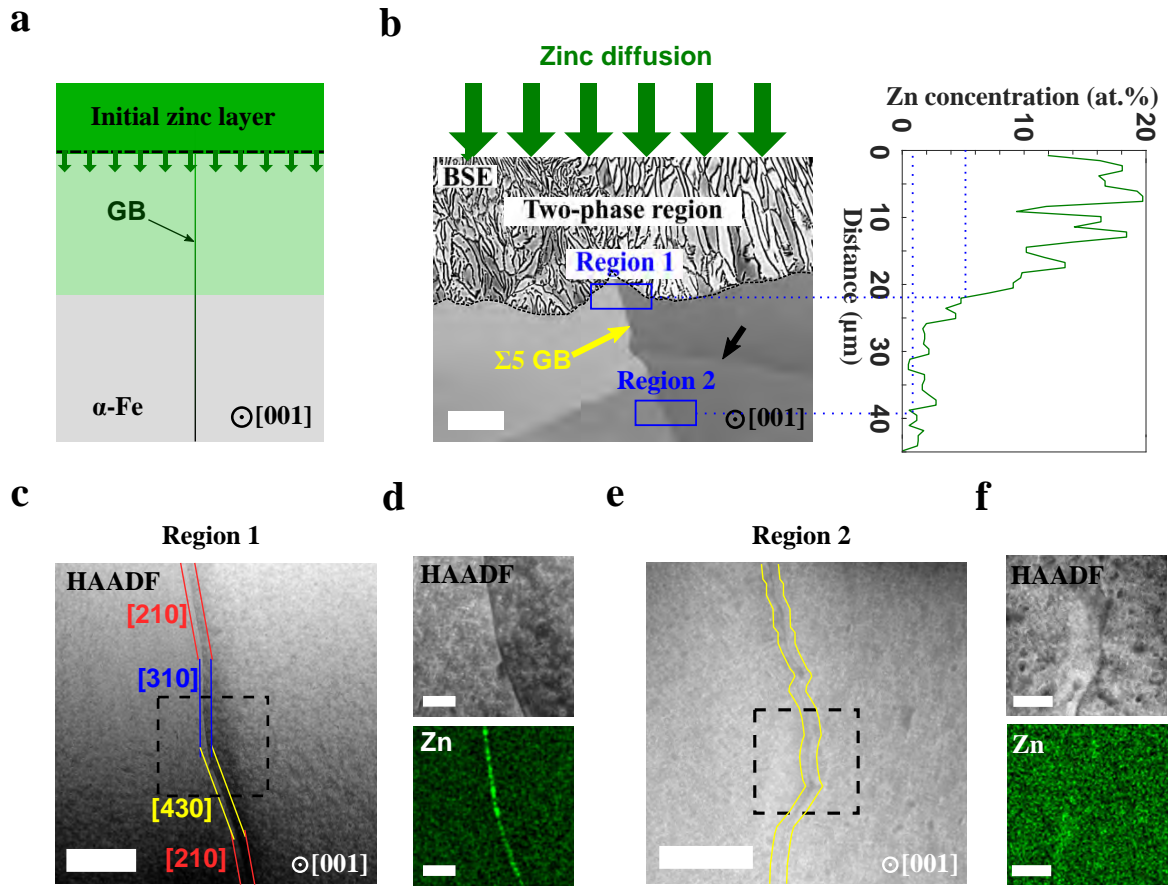 a
Initial zinc layer
GB
α-Fe
⊙[001]
b
Zinc diffusion
BSE
Two-phase region
Region 1
Σ5 GB
Region 2
⊙[001]
Zn concentration (at.%)
0 10 20
Distance (μm)
0
10
20
30
40
c
Region 1
HAADF
[210]
[310]
[430]
[210]
⊙[001]
d
HAADF
Zn
e
Region 2
⊙[001]
f
HAADF
Zn